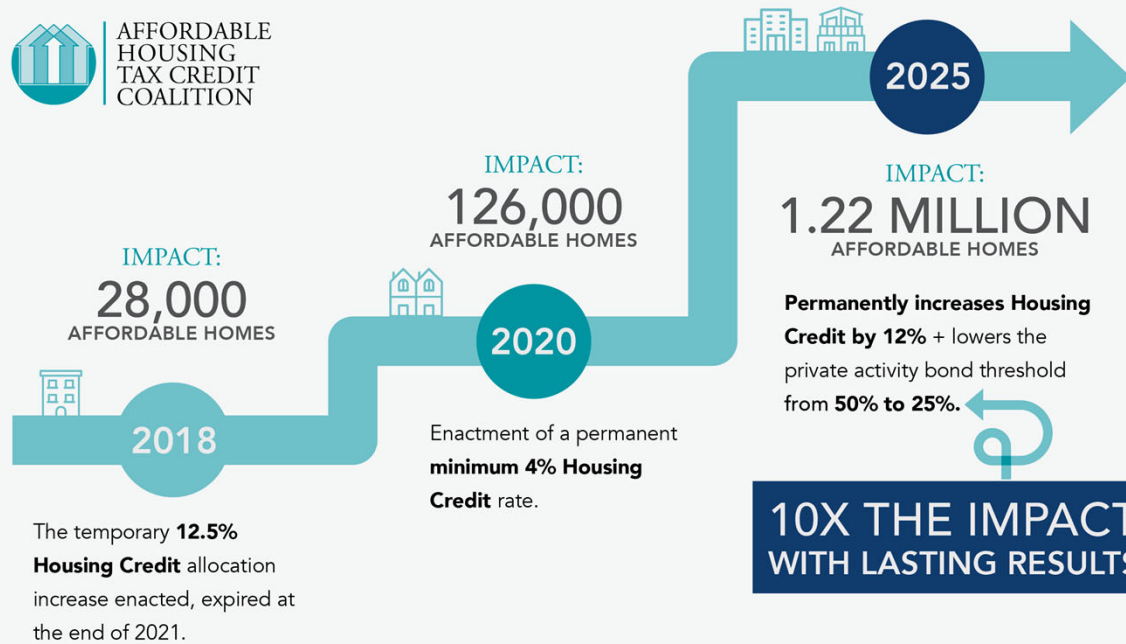 AFFORDABLE
HOUSING
TAX CREDIT
COALITION
IMPACT:
28,000
AFFORDABLE HOMES
2018
The temporary 12.5%
Housing Credit allocation
increase enacted, expired at
the end of 2021.
IMPACT:
126,000
AFFORDABLE HOMES
2020
Enactment of a permanent
minimum 4% Housing
Credit rate.
2025
IMPACT:
1.22 MILLION
AFFORDABLE HOMES
Permanently increases Housing
Credit by 12% + lowers the
private activity bond threshold
from 50% to 25%.
10X THE IMPACT
WITH LASTING RESULTS